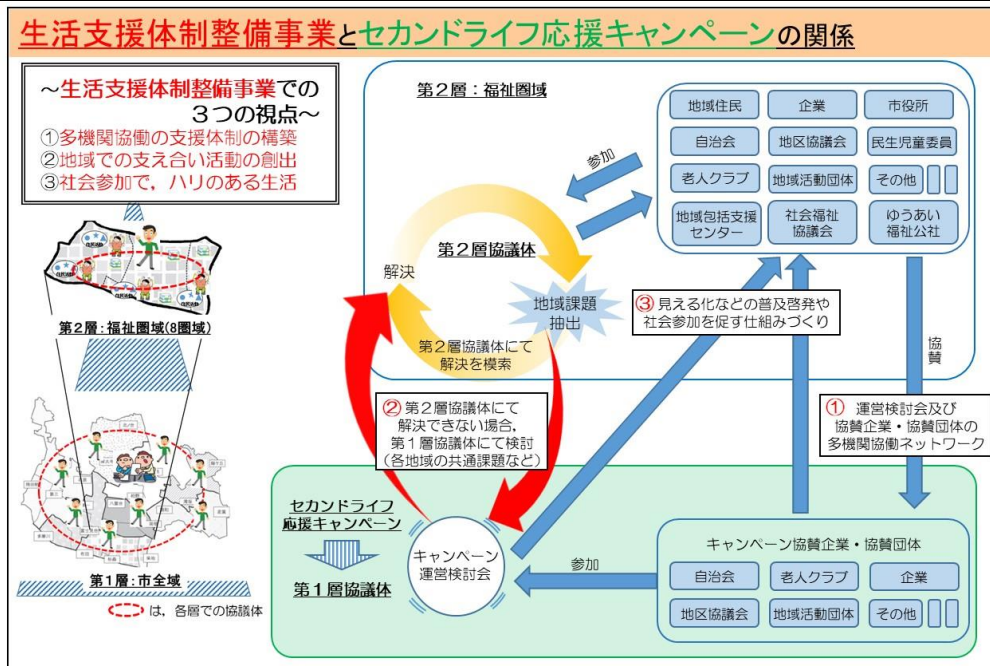 生活支援体制整備事業とセカンドライフ応援キャンペーンの関係
～生活支援体制整備事業での
３つの視点～
①多機関協働の支援体制の構築
②地域での支え合い活動の創出
③社会参加で，ハリのある生活
第２層：福祉圏域(8圏域)
第１層：市全域
は，各層での協議体
第２層：福祉圏域
地域住民
企業
市役所
自治会
地区協議会
民生児童委員
老人クラブ
地域活動団体
その他
地域包括支援
センター
社会福祉
協議会
ゆうあい
福祉公社
参加
第２層協議体
解決
地域課題
抽出
第２層協議体にて
解決を模索
③ 見える化などの普及啓発や
社会参加を促す仕組みづくり
協賛
② 第２層協議体にて
解決できない場合，
第１層協議体にて検討
（各地域の共通課題など）
① 運営検討会及び
協賛企業・協賛団体の
多機関協働ネットワーク
セカンドライフ
応援キャンペーン
第１層協議体
キャンペーン
運営検討会
参加
キャンペーン協賛企業・協賛団体
自治会
老人クラブ
企業
地区協議会
地域活動団体
その他